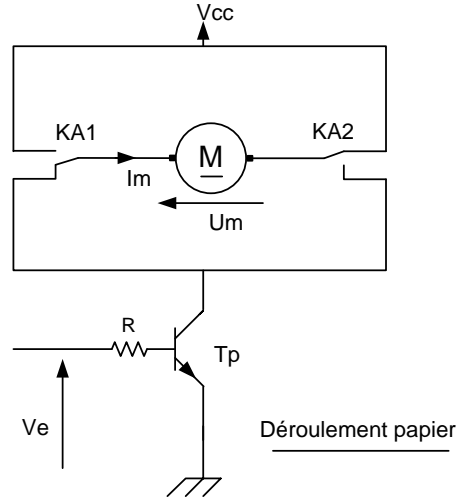 Vcc
KA1
KA2
M
Im
Um
R
Tp
Ve
Déroulement papier